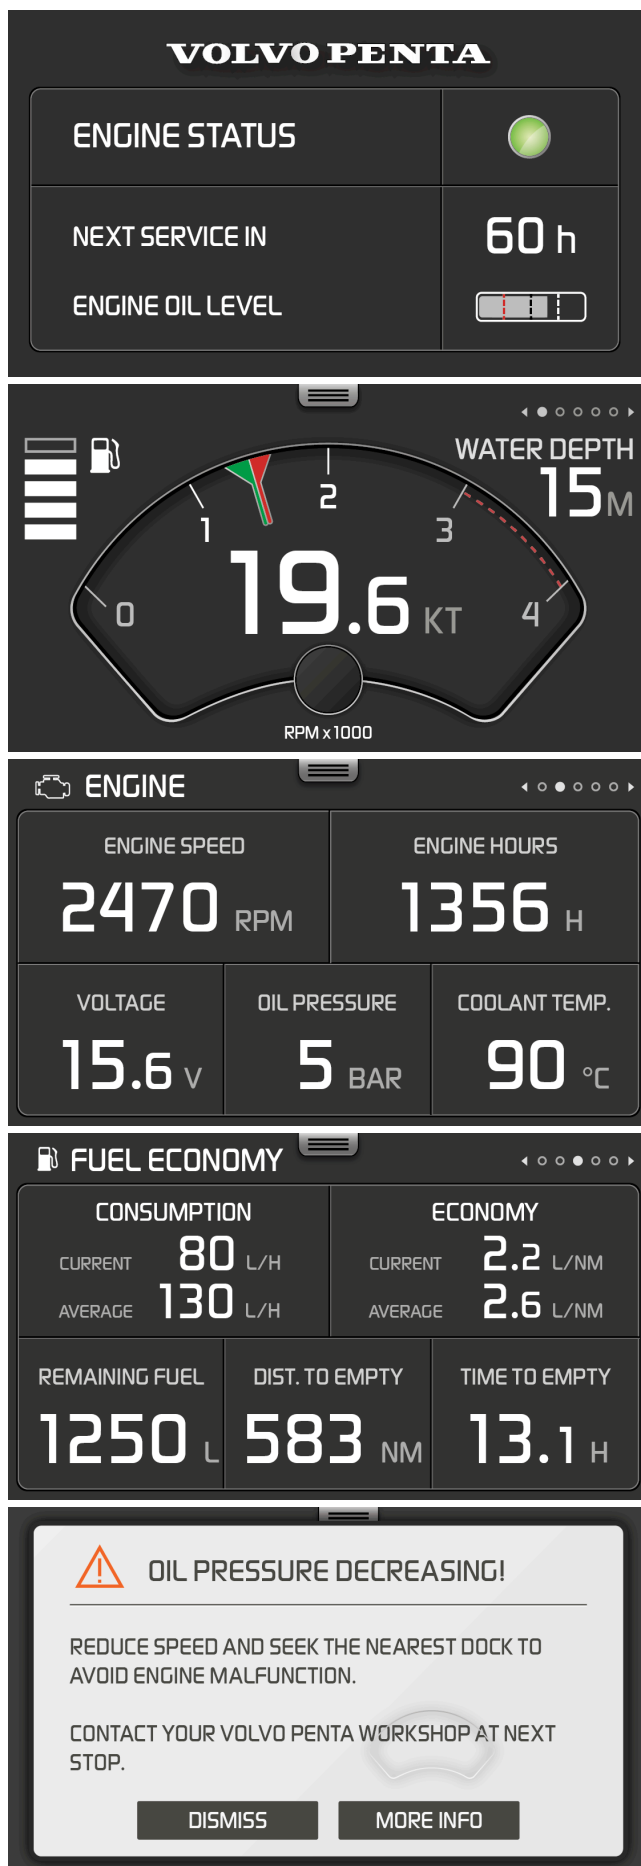 VOLVO PENTA
ENGINE STATUS
NEXT SERVICE IN 60 h
ENGINE OIL LEVEL
WATER DEPTH
15 M
0 1 2 3 4
19.6 KT
RPM x1000
ENGINE
ENGINE SPEED ENGINE HOURS
2470 RPM 1356 H
VOLTAGE OIL PRESSURE COOLANT TEMP.
15.6 V 5 BAR 90 °C
FUEL ECONOMY
CONSUMPTION ECONOMY
CURRENT 80 L/H CURRENT 2.2 L/NM
AVERAGE 130 L/H AVERAGE 2.6 L/NM
REMAINING FUEL DIST. TO EMPTY TIME TO EMPTY
1250 L 583 NM 13.1 H
OIL PRESSURE DECREASING!
REDUCE SPEED AND SEEK THE NEAREST DOCK TO
AVOID ENGINE MALFUNCTION.
CONTACT YOUR VOLVO PENTA WORKSHOP AT NEXT
STOP.
DISMISS MORE INFO